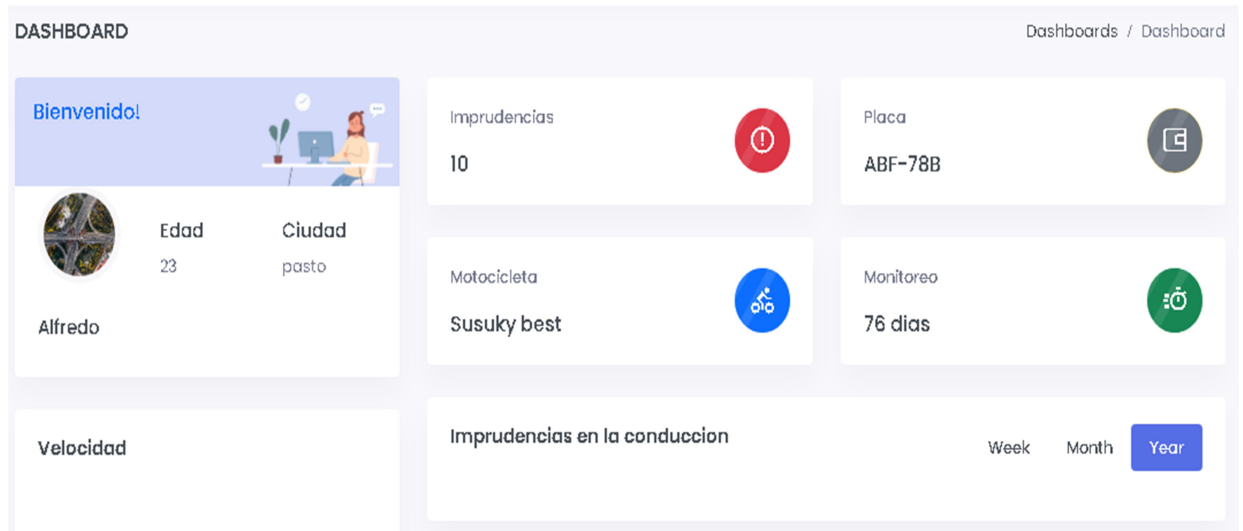 DASHBOARD
Dashboards / Dashboard
Bienvenido!
Edad
23
Ciudad
pasto
Alfredo
Imprudencias
10
Placa
ABF-78B
Motocicleta
Susuky best
Monitoreo
76 dias
Velocidad
Imprudencias en la conduccion
Week Month Year